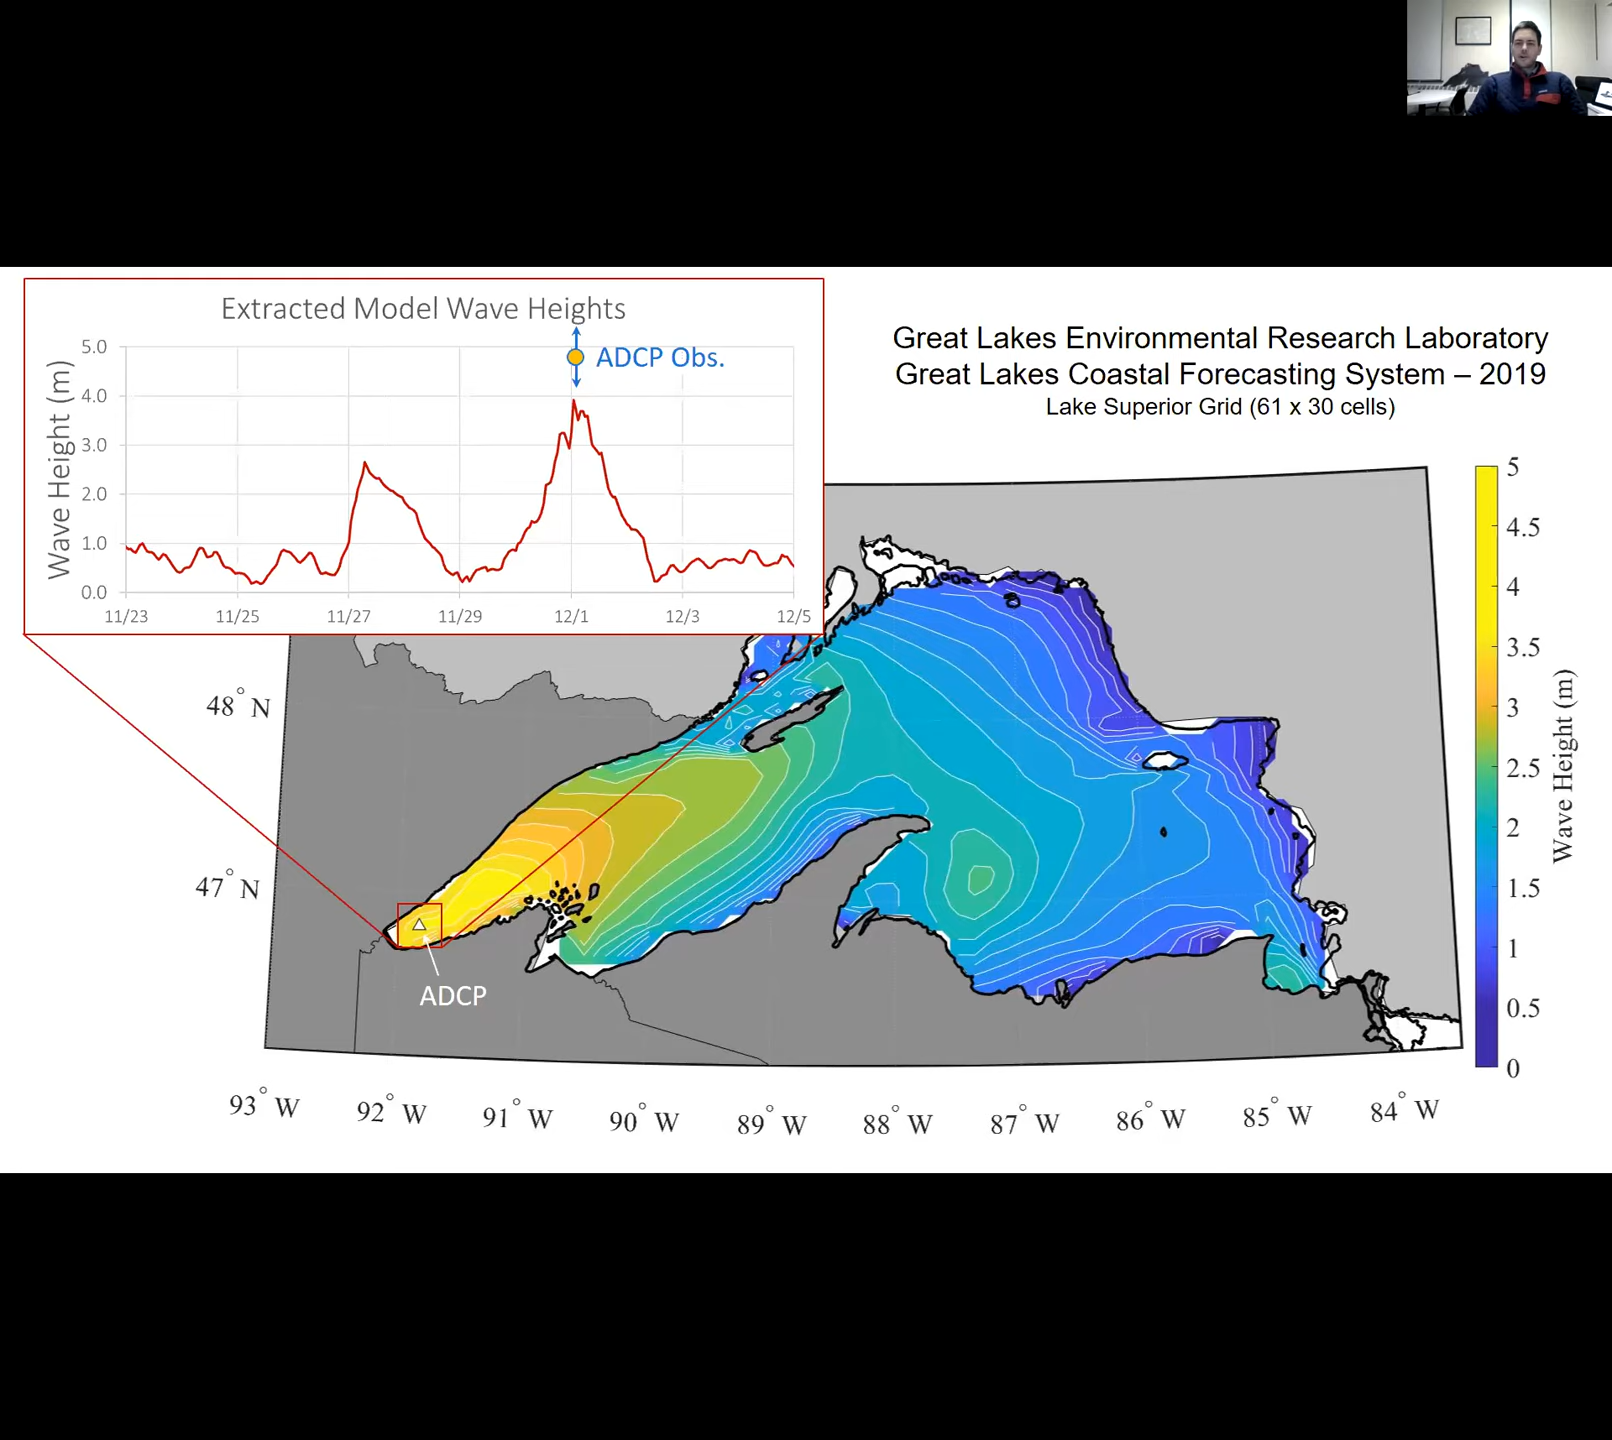 Extracted Model Wave Heights
ADCP Obs.
Wave Height (m)
5.0
4.0
3.0
2.0
1.0
0.0
11/23
11/25
11/27
11/29
12/1
12/3
12/5
Great Lakes Environmental Research Laboratory
Great Lakes Coastal Forecasting System – 2019
Lake Superior Grid (61 x 30 cells)
48° N
47° N
ADCP
93° W
92° W
91° W
90° W
89° W
88° W
87° W
86° W
85° W
84° W
5
4.5
4
3.5
3
2.5
2
1.5
1
0.5
0
Wave Height (m)